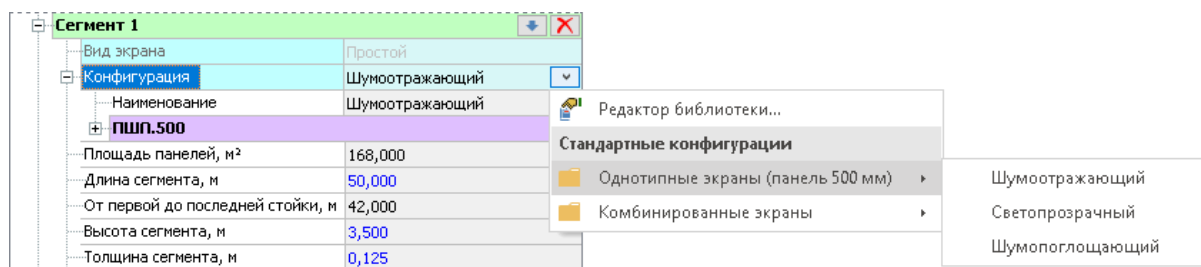 Сегмент 1
Вид экрана Простой
Конфигурация Шумоотражающий
Наименование Шумоотражающий
ПШП.500
Площадь панелей, м² 168,000
Длина сегмента, м 50,000
От первой до последней стойки, м 42,000
Высота сегмента, м 3,500
Толщина сегмента, м 0,125
Редактор библиотеки...
Стандартные конфигурации
Однотипные экраны (панель 500 мм)
Комбинированные экраны
Шумоотражающий
Светопрозрачный
Шумопоглощающий